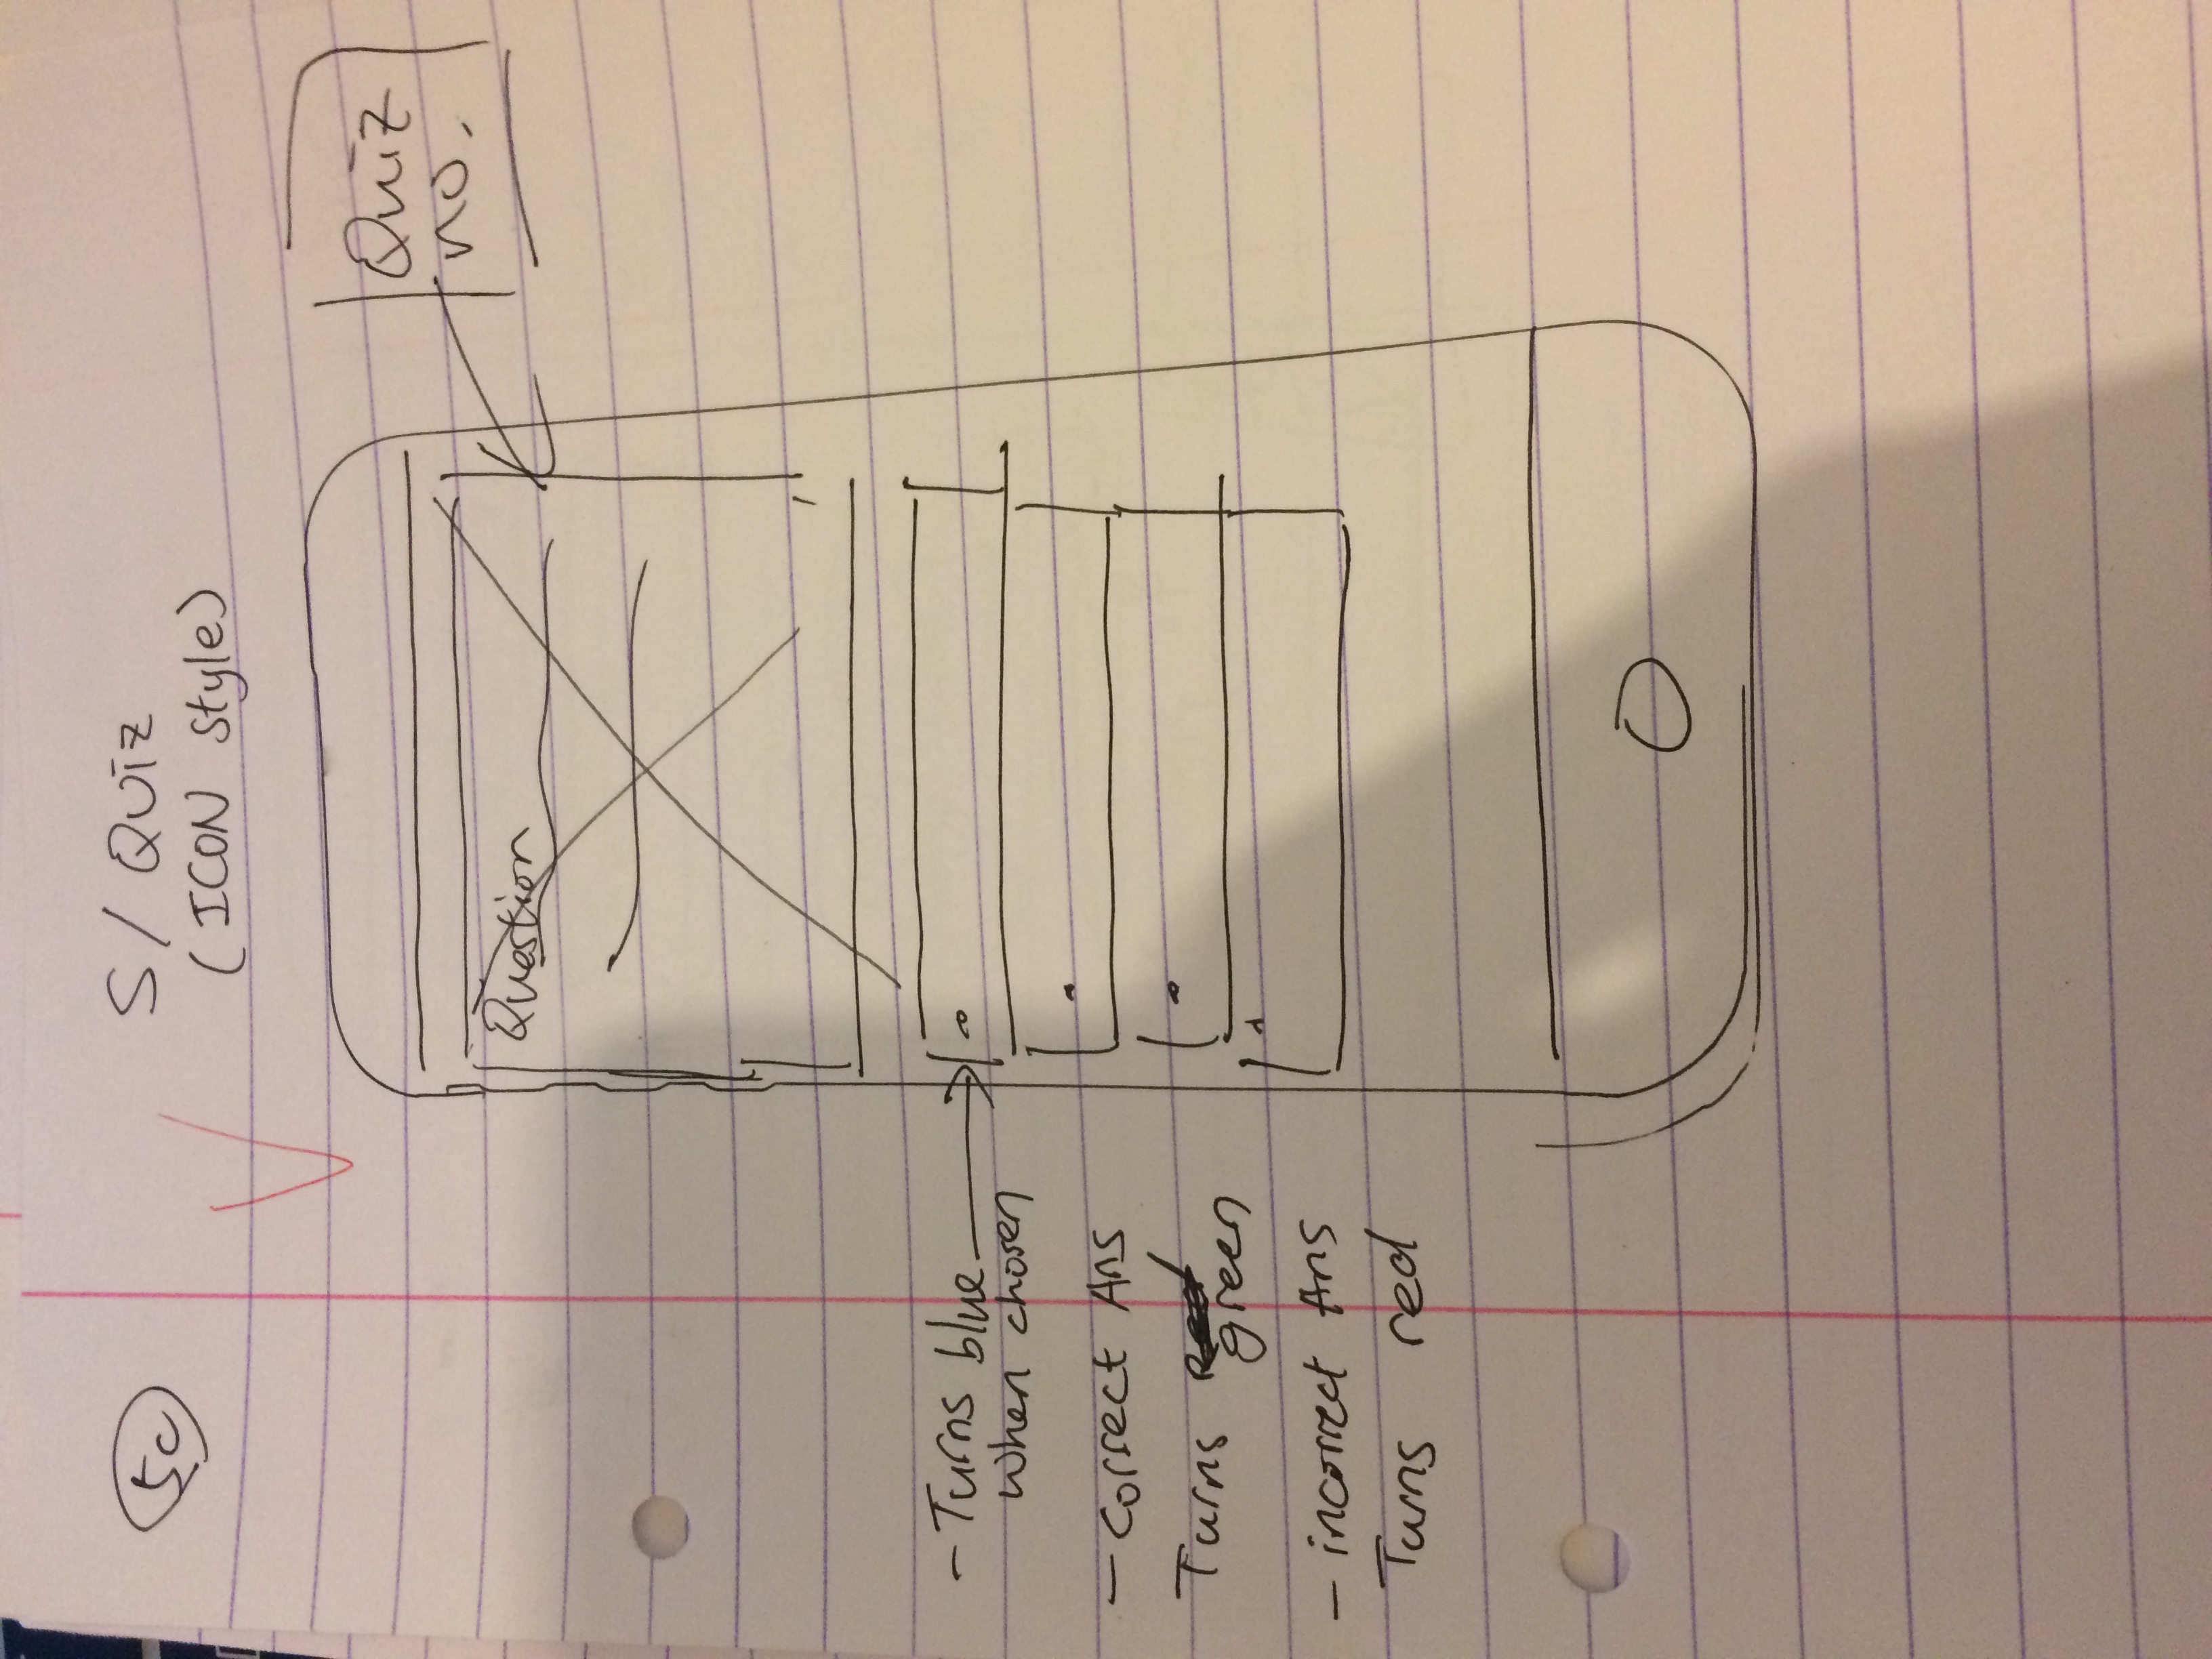 5c
S / QUIZ
(ICON style)
Quiz
no.
Question
- Turns blue
when chosen
- correct Ans
Turns green
- incorrect Ans
Turns red